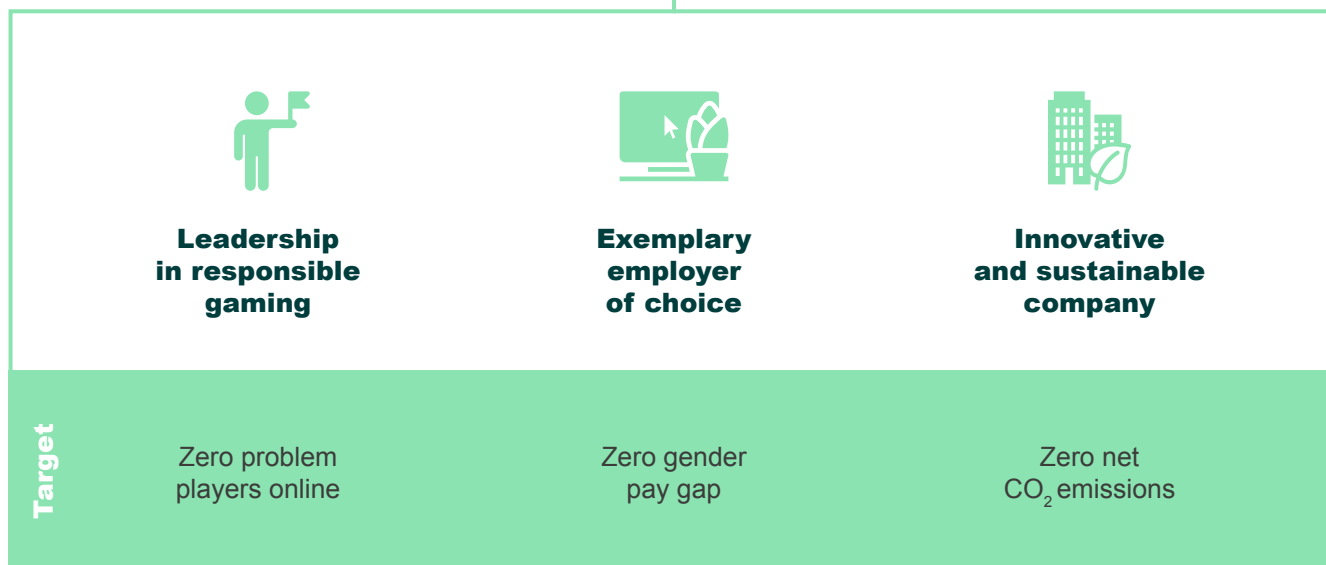 Leadership
in responsible
gaming
Exemplary
employer
of choice
Innovative
and sustainable
company
Target
Zero problem
players online
Zero gender
pay gap
Zero net
CO₂ emissions